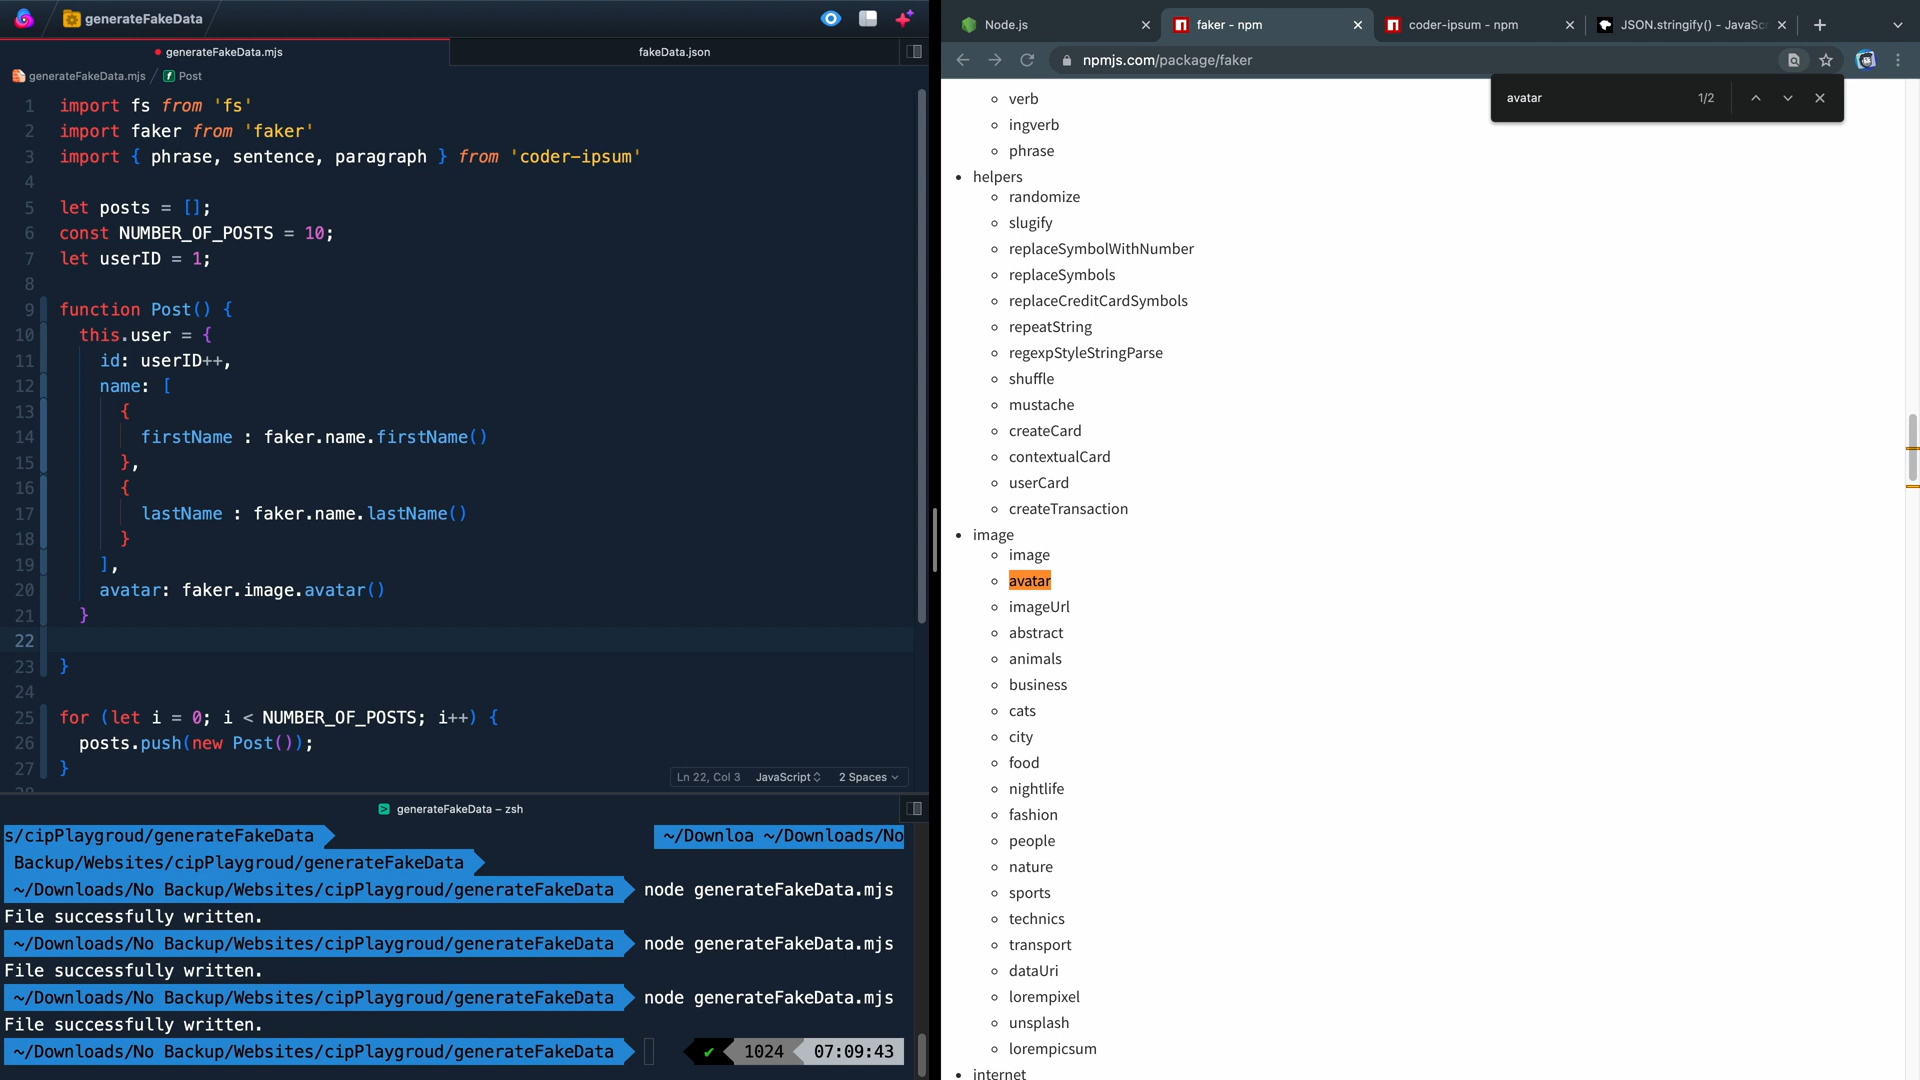 generateFakeData
generateFakeData.mjs
fakeData.json
generateFakeData.mjs / Post
1 import fs from 'fs'
2 import faker from 'faker'
3 import { phrase, sentence, paragraph } from 'coder-ipsum'
4
5 let posts = [];
6 const NUMBER_OF_POSTS = 10;
7 let userID = 1;
8
9 function Post() {
10 this.user = {
11 id: userID++,
12 name: [
13 {
14 firstName : faker.name.firstName()
15 },
16 {
17 lastName : faker.name.lastName()
18 }
19 ],
20 avatar: faker.image.avatar()
21 }
22
23 }
24
25 for (let i = 0; i < NUMBER_OF_POSTS; i++) {
26 posts.push(new Post());
27 }
Ln 22, Col 3 JavaScript 2 Spaces
generateFakeData – zsh
s/cipPlaygroud/generateFakeData ~/Downloa ~/Downloads/No
Backup/Websites/cipPlaygroud/generateFakeData
~/Downloads/No Backup/Websites/cipPlaygroud/generateFakeData node generateFakeData.mjs
File successfully written.
~/Downloads/No Backup/Websites/cipPlaygroud/generateFakeData node generateFakeData.mjs
File successfully written.
~/Downloads/No Backup/Websites/cipPlaygroud/generateFakeData node generateFakeData.mjs
File successfully written.
~/Downloads/No Backup/Websites/cipPlaygroud/generateFakeData ✔ 1024 07:09:43
Node.js
faker - npm
coder-ipsum - npm
JSON.stringify() - JavaSc
npmjs.com/package/faker
avatar 1/2
verb
ingverb
phrase
helpers
randomize
slugify
replaceSymbolWithNumber
replaceSymbols
replaceCreditCardSymbols
repeatString
regexpStyleStringParse
shuffle
mustache
createCard
contextualCard
userCard
createTransaction
image
image
avatar
imageUrl
abstract
animals
business
cats
city
food
nightlife
fashion
people
nature
sports
technics
transport
dataUri
lorempixel
unsplash
lorempicsum
internet